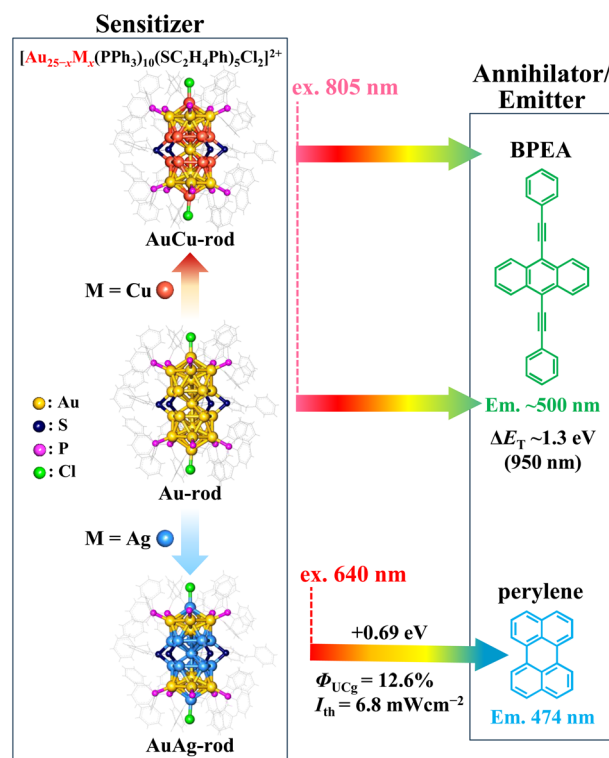 Sensitizer
[Au25−xMx(PPh3)10(SC2H4Ph)5Cl2]2+
AuCu-rod
M = Cu
: Au
: S
: P
: Cl
Au-rod
M = Ag
AuAg-rod
ex. 805 nm
ex. 640 nm
+0.69 eV
ΦUCg = 12.6%
Ith = 6.8 mWcm−2
Annihilator/
Emitter
BPEA
Em. ~500 nm
ΔET ~1.3 eV
(950 nm)
perylene
Em. 474 nm